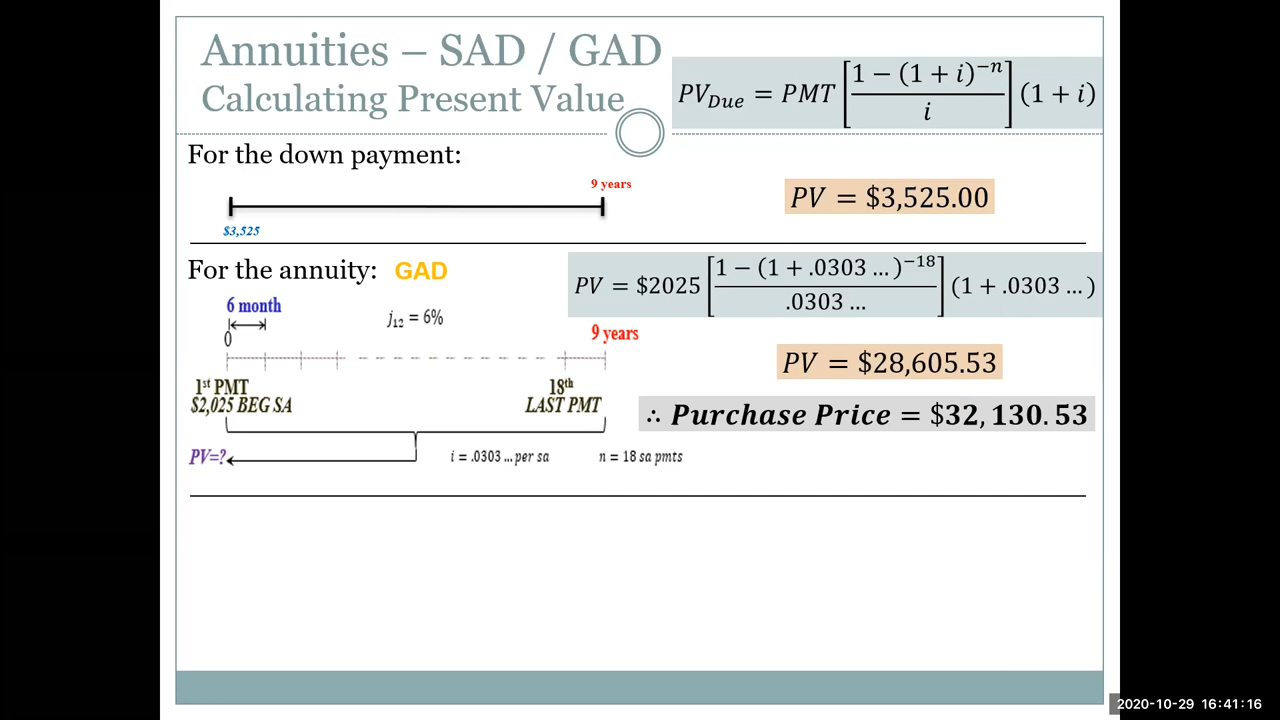 Annuities – SAD / GAD
Calculating Present Value
PV_Due = PMT [1 − (1 + i)^−n / i] (1 + i)
For the down payment:
9 years
$3,525
PV = $3,525.00
For the annuity: GAD
PV = $2025 [1 − (1 + .0303 …)^−18 / .0303 …] (1 + .0303 …)
6 month
j₁₂ = 6%
0
9 years
PV = $28,605.53
1st PMT
$2,025 BEG SA
18th
LAST PMT
∴ Purchase Price = $32,130.53
PV=?
i = .0303 … per sa
n = 18 sa pmts
2020-10-29 16:41:16